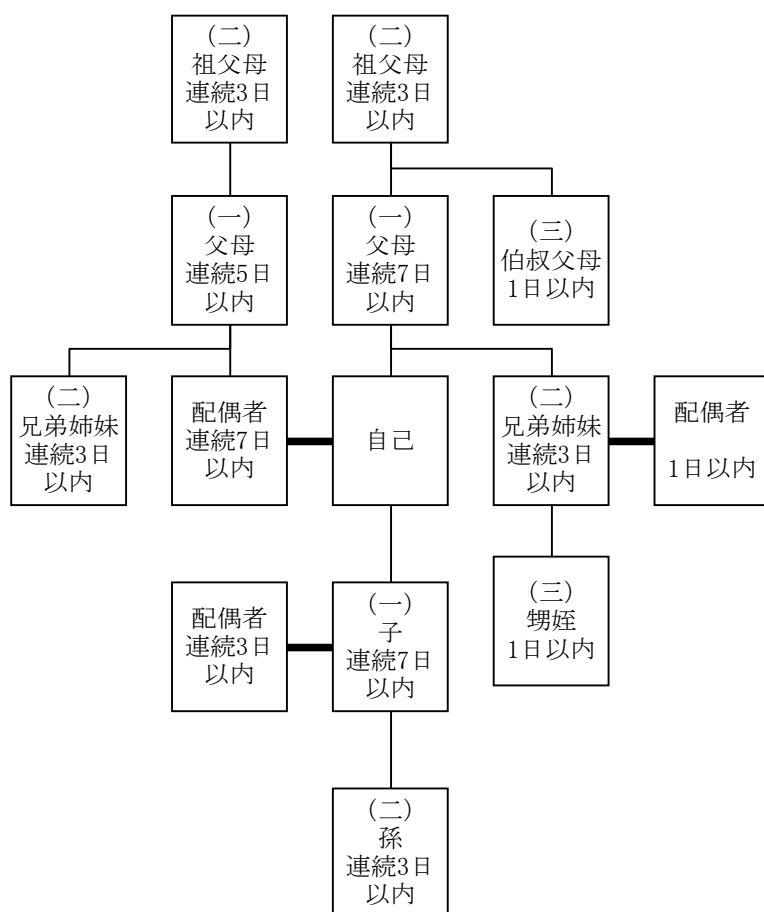 (二)
祖父母
連続3日
以内
(二)
祖父母
連続3日
以内
(一)
父母
連続5日
以内
(一)
父母
連続7日
以内
(三)
伯叔父母
1日以内
(二)
兄弟姉妹
連続3日
以内
配偶者
連続7日
以内
自己
(二)
兄弟姉妹
連続3日
以内
配偶者
1日以内
配偶者
連続3日
以内
(一)
子
連続7日
以内
(三)
甥姪
1日以内
(二)
孫
連続3日
以内